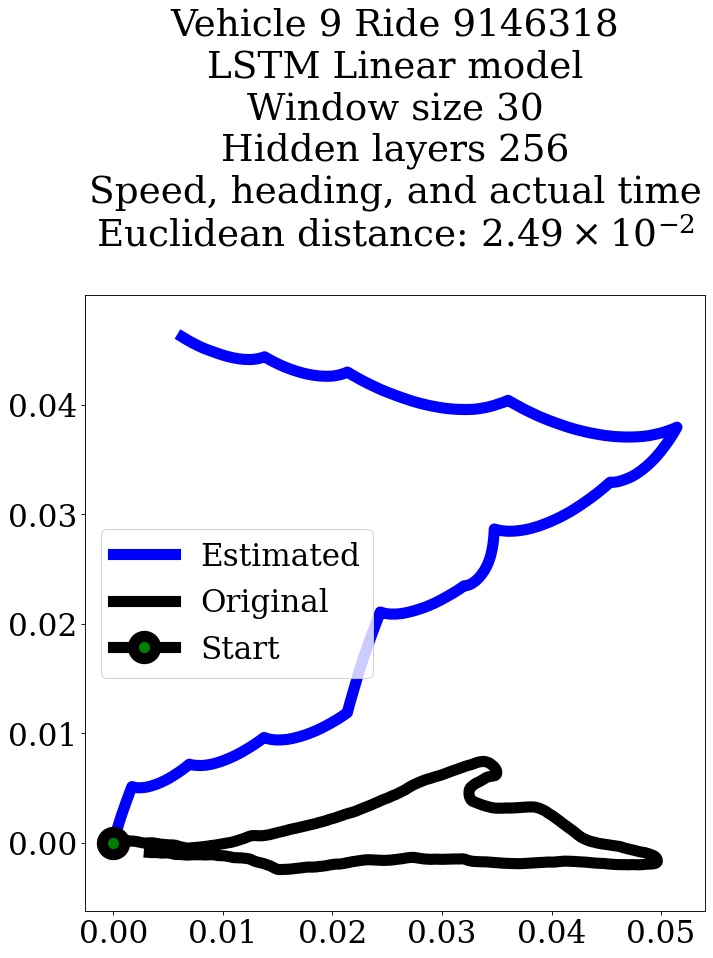 Vehicle 9 Ride 9146318
LSTM Linear model
Window size 30
Hidden layers 256
Speed, heading, and actual time
Euclidean distance: 2.49 × 10⁻²
0.04
0.03
0.02
0.01
0.00
Estimated
Original
Start
0.00 0.01 0.02 0.03 0.04 0.05